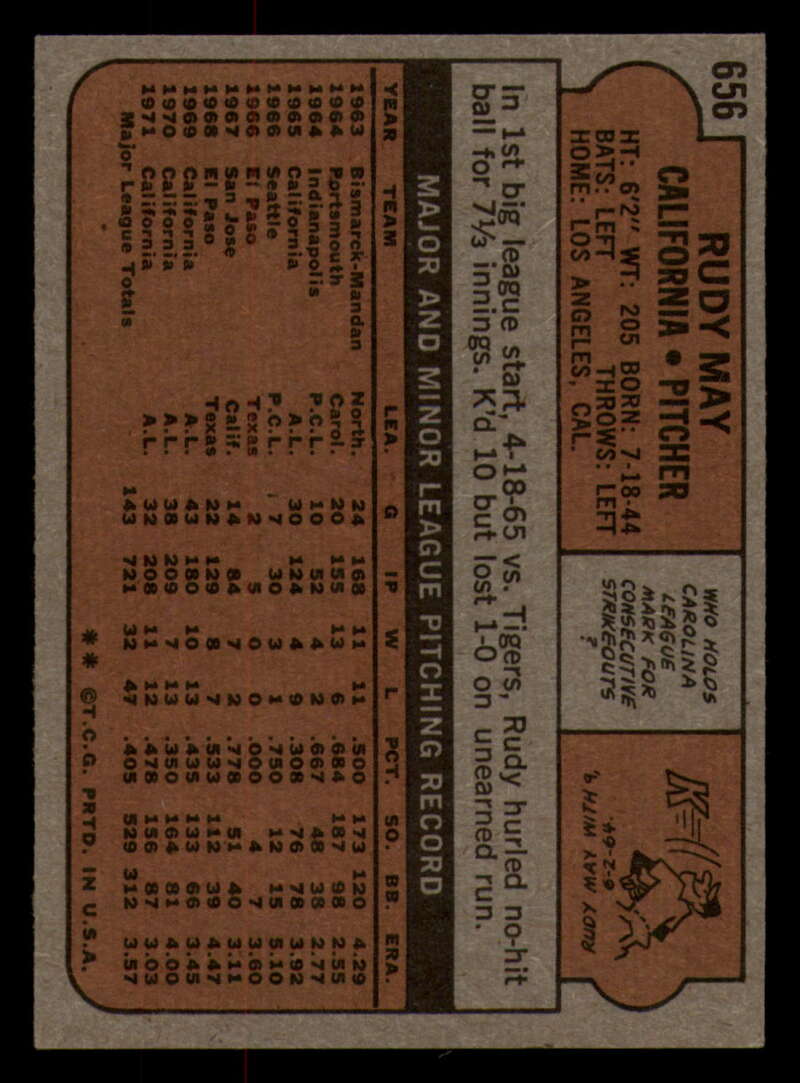 656
RUDY MAY
CALIFORNIA • PITCHER
HT: 6'2" WT: 205 BORN: 7-18-44
BATS: LEFT THROWS: LEFT
HOME: LOS ANGELES, CAL.
WHO HOLDS
CAROLINA
LEAGUE
MARK FOR
CONSECUTIVE
STRIKEOUTS
?
K
RUDY MAY WITH 9,
6-2-64.
In 1st big league start, 4-18-65 vs. Tigers, Rudy hurled no-hit
ball for 7⅓ innings. K'd 10 but lost 1-0 on unearned run.
MAJOR AND MINOR LEAGUE PITCHING RECORD
YEAR TEAM LEA. G IP W L PCT. SO. BB. ERA.
1963 Bismarck-Mandan North. 24 168 11 11 .500 173 120 4.29
1964 Portsmouth Carol. 20 155 13 6 .684 187 98 2.55
1964 Indianapolis P.C.L. 10 52 4 2 .667 48 38 2.77
1965 California A.L. 30 124 4 9 .308 76 78 3.92
1966 Seattle P.C.L. 7 30 3 1 .750 12 15 5.10
1966 El Paso Texas 2 5 0 0 .000 4 7 3.60
1967 San Jose Calif. 14 84 7 2 .778 51 40 3.11
1968 El Paso Texas 22 129 8 7 .533 112 39 4.47
1969 California A.L. 43 180 10 13 .435 133 66 3.45
1970 California A.L. 38 209 7 13 .350 164 81 4.00
1971 California A.L. 32 208 11 12 .478 156 87 3.03
Major League Totals 143 721 32 47 .405 529 312 3.57
** ©T.C.G. PRTD. IN U.S.A.